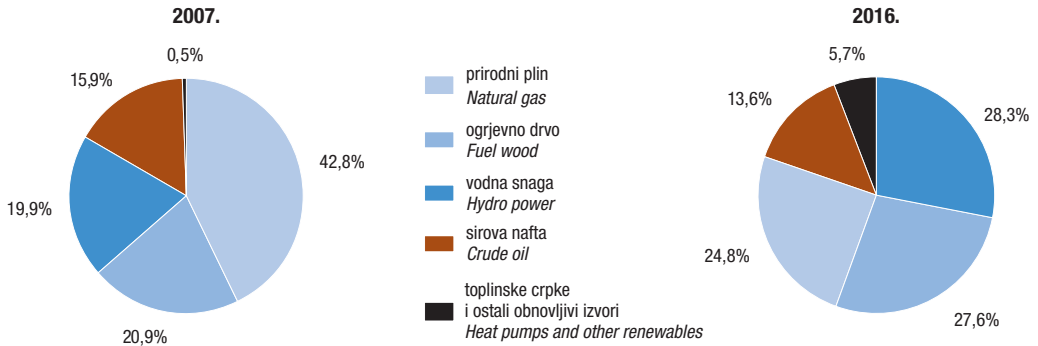 2007.
0,5%
15,9%
42,8%
19,9%
20,9%
prirodni plin
Natural gas
ogrjevno drvo
Fuel wood
vodna snaga
Hydro power
sirova nafta
Crude oil
toplinske crpke
i ostali obnovljivi izvori
Heat pumps and other renewables
2016.
5,7%
13,6%
28,3%
24,8%
27,6%